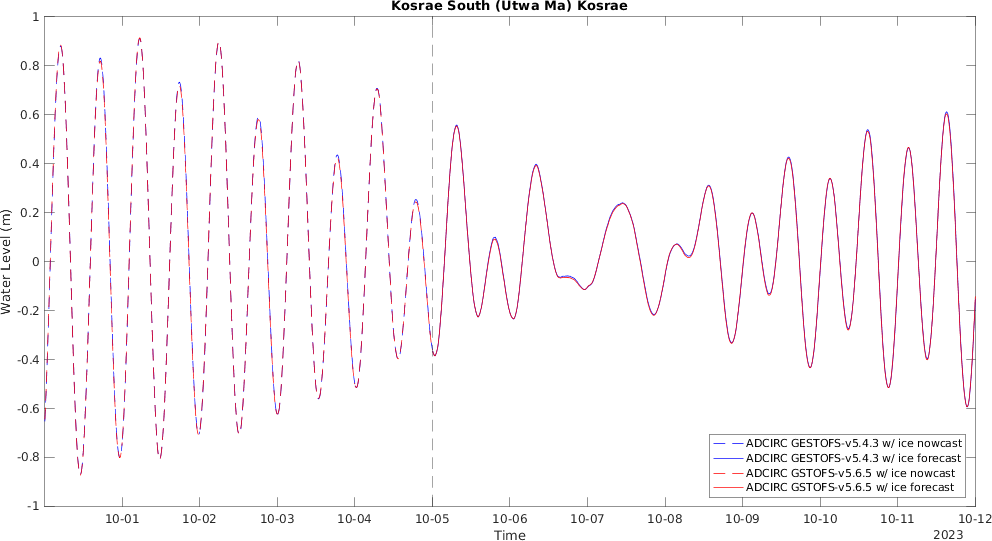 Kosrae South (Utwa Ma) Kosrae
1
0.8
0.6
0.4
0.2
0
-0.2
-0.4
-0.6
-0.8
-1
Water Level (m)
ADCIRC GESTOFS-v5.4.3 w/ ice nowcast
ADCIRC GESTOFS-v5.4.3 w/ ice forecast
ADCIRC GSTOFS-v5.6.5 w/ ice nowcast
ADCIRC GSTOFS-v5.6.5 w/ ice forecast
10-01 10-02 10-03 10-04 10-05 10-06 10-07 10-08 10-09 10-10 10-11 10-12
Time
2023